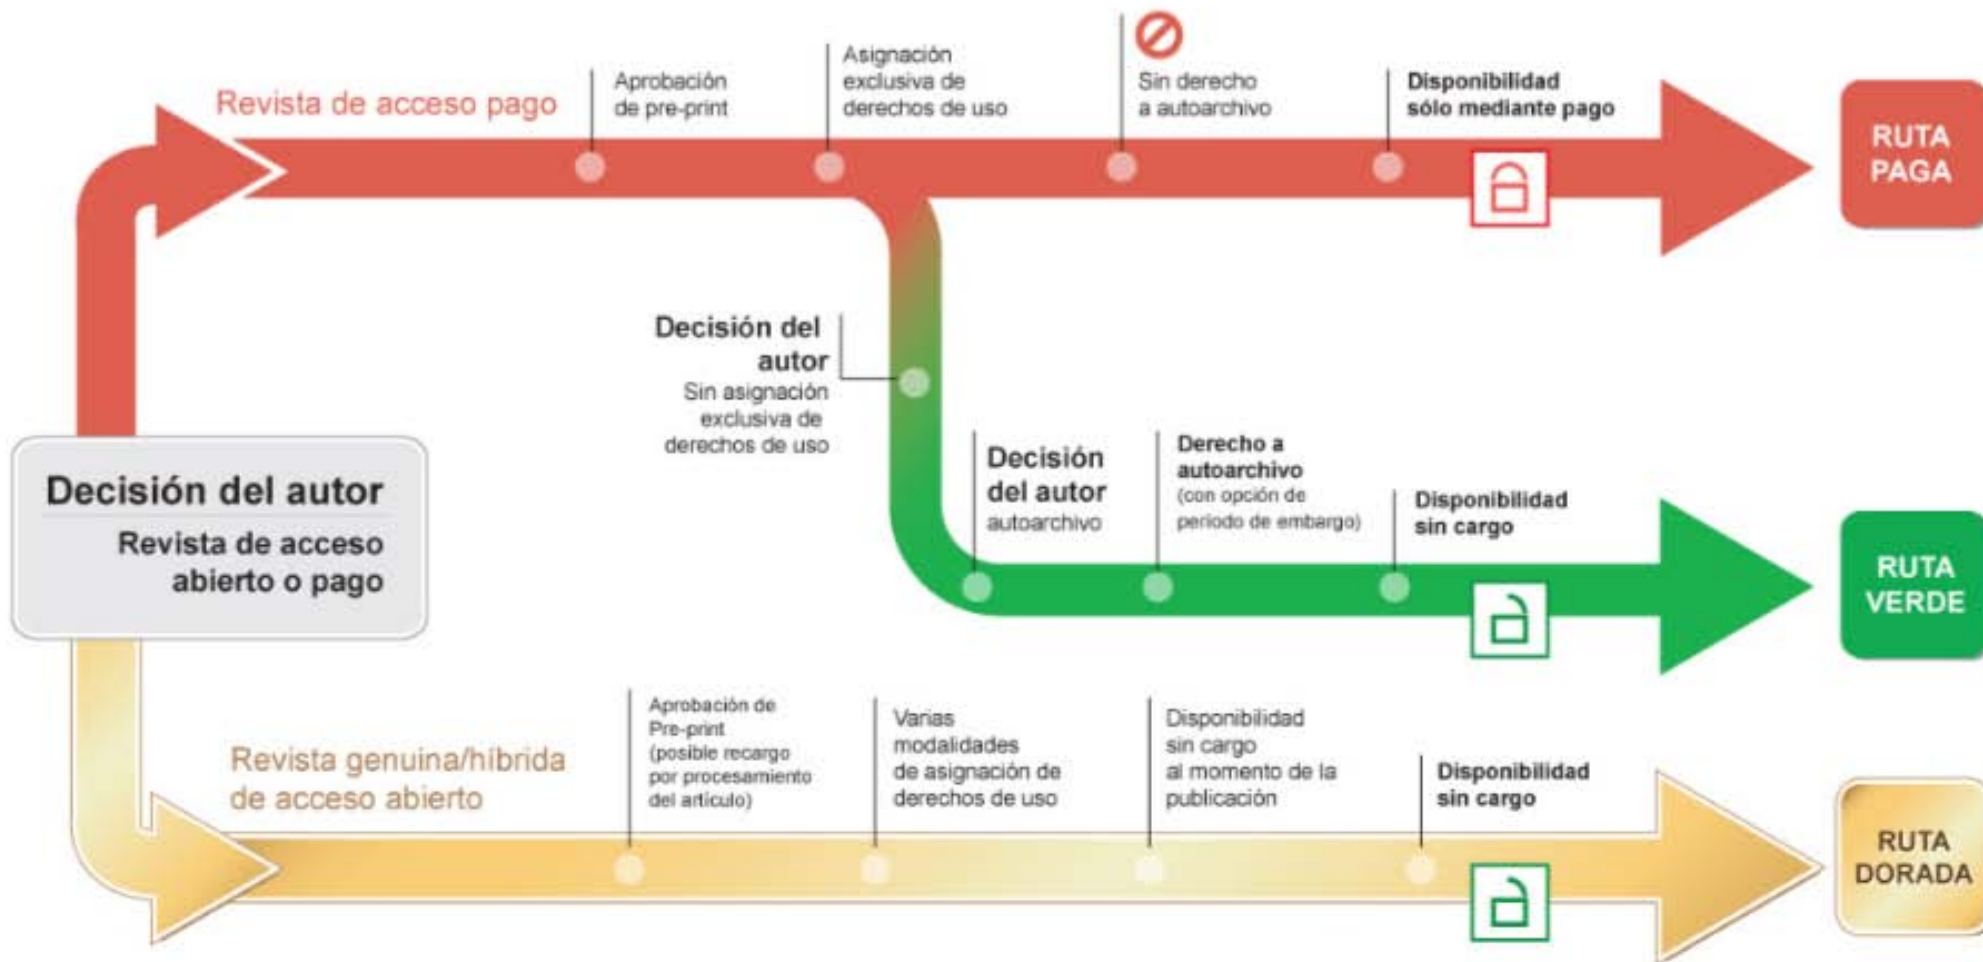 Revista de acceso pago
Aprobación
de pre-print
Asignación
exclusiva de
derechos de uso
Sin derecho
a autoarchivo
Disponibilidad
sólo mediante pago
RUTA
PAGA
Decisión del
autor
Sin asignación
exclusiva de
derechos de uso
Decisión
del autor
autoarchivo
Derecho a
autoarchivo
(con opción de
período de embargo)
Disponibilidad
sin cargo
RUTA
VERDE
Decisión del autor
Revista de acceso
abierto o pago
Revista genuina/híbrida
de acceso abierto
Aprobación de
Pre-print
(posible recargo
por procesamiento
del artículo)
Varias
modalidades
de asignación de
derechos de uso
Disponibilidad
sin cargo
al momento de la
publicación
Disponibilidad
sin cargo
RUTA
DORADA